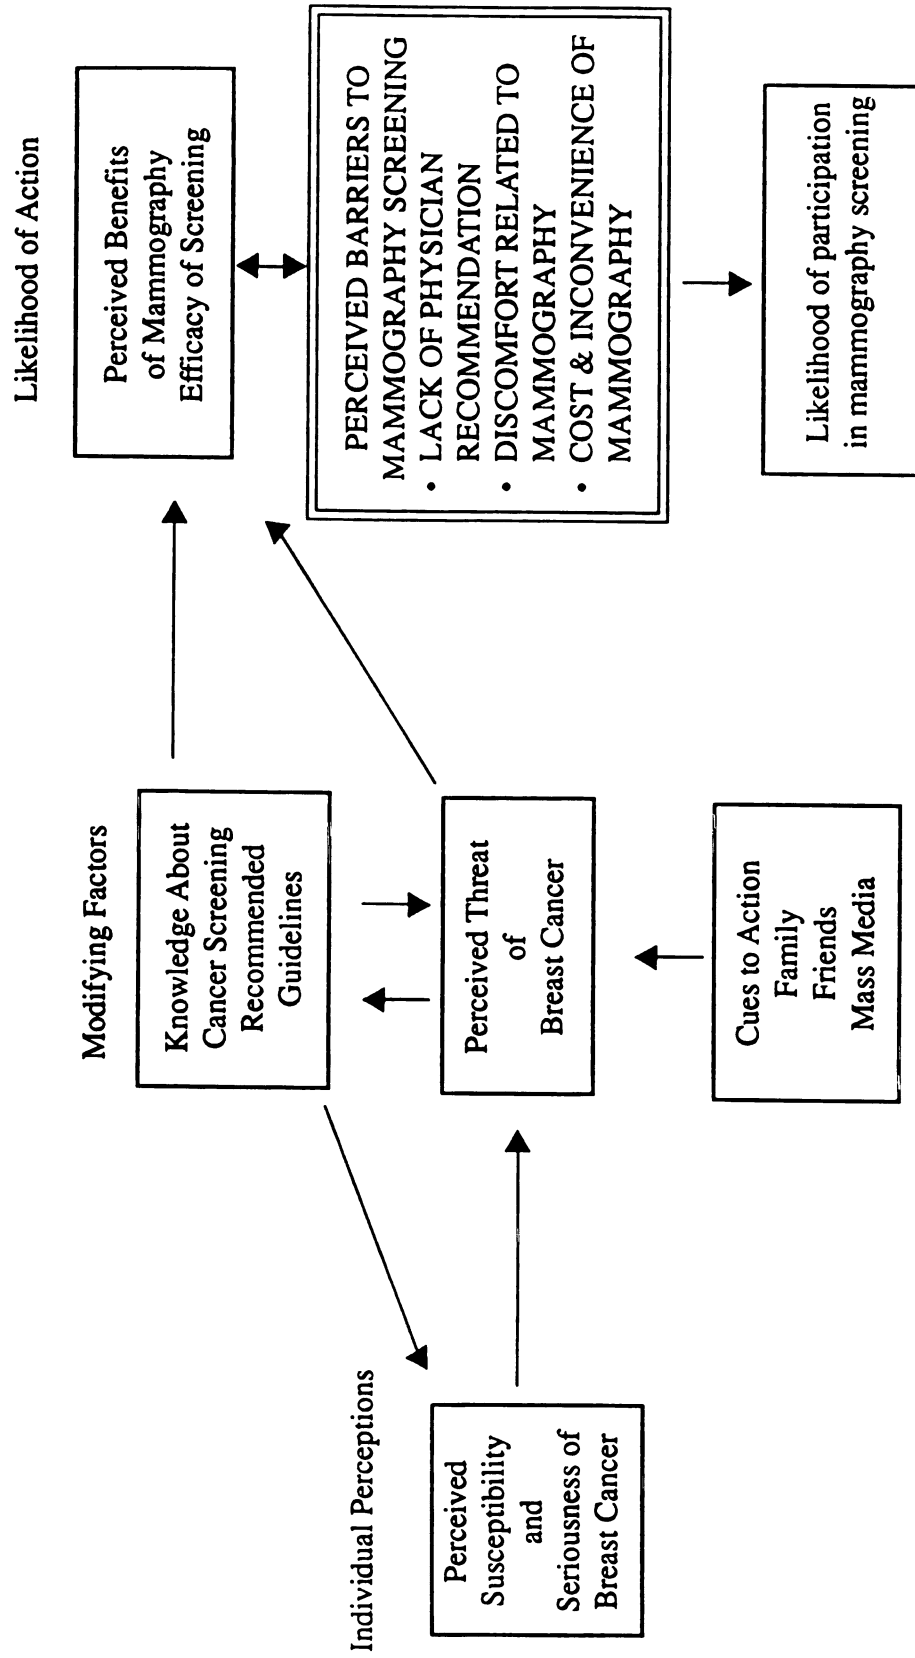 Individual Perceptions
Perceived
Susceptibility
and
Seriousness of
Breast Cancer
Modifying Factors
Knowledge About
Cancer Screening
Recommended
Guidelines
Perceived Threat
of
Breast Cancer
Cues to Action
Family
Friends
Mass Media
Likelihood of Action
Perceived Benefits
of Mammography
Efficacy of Screening
PERCEIVED BARRIERS TO
MAMMOGRAPHY SCREENING
• LACK OF PHYSICIAN
RECOMMENDATION
• DISCOMFORT RELATED TO
MAMMOGRAPHY
• COST & INCONVENIENCE OF
MAMMOGRAPHY
Likelihood of participation
in mammography screening